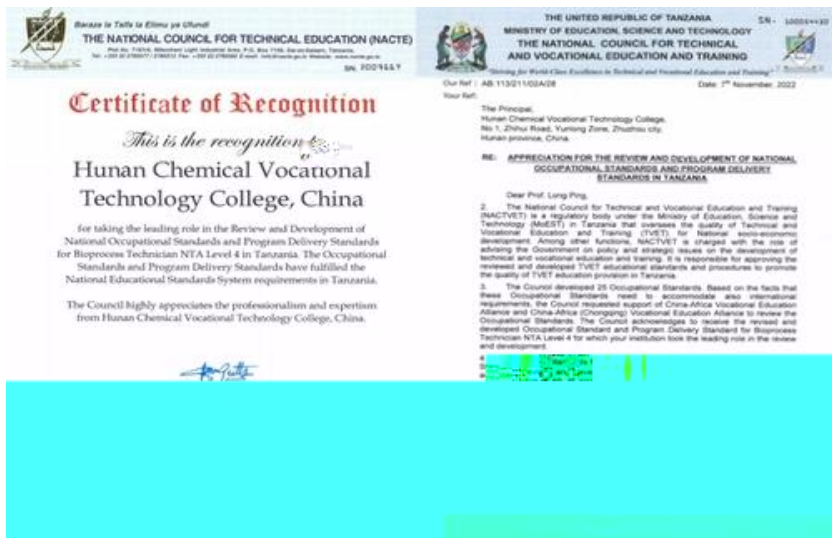 Baraza la Taifa la Elimu ya Ufundi
THE NATIONAL COUNCIL FOR TECHNICAL EDUCATION (NACTE)
Certificate of Recognition
This is the recognition
Hunan Chemical Vocational
Technology College, China
for taking the leading role in the Review and Development of
National Occupational Standards and Program Delivery Standards
for Bioprocess Technician NTA Level 4 in Tanzania. The Occupational
Standards and Program Delivery Standards have fulfilled the
National Educational Standards System requirements in Tanzania.
The Council highly appreciates the professionalism and expertism
from Hunan Chemical Vocational Technology College, China.
THE UNITED REPUBLIC OF TANZANIA
MINISTRY OF EDUCATION, SCIENCE AND TECHNOLOGY
THE NATIONAL COUNCIL FOR TECHNICAL
AND VOCATIONAL EDUCATION AND TRAINING
"Striving for World-Class Excellence in Technical and Vocational Education and Training"
Our Ref : AB.113/211/02A/28
Date: 7th November, 2022
Your Ref:
The Principal,
Hunan Chemical Vocational Technology College,
No 1, Zhihui Road, Yunlong Zone, Zhuzhou city,
Hunan province, China.
RE: APPRECIATION FOR THE REVIEW AND DEVELOPMENT OF NATIONAL
OCCUPATIONAL STANDARDS AND PROGRAM DELIVERY
STANDARDS IN TANZANIA
Dear Prof. Long Ping,
2. The National Council for Technical and Vocational Education and Training
(NACTVET) is a regulatory body under the Ministry of Education, Science and
Technology (MoEST) in Tanzania that oversees the quality of Technical and
Vocational Education and Training (TVET) for National socio-economic
development. Among other functions, NACTVET is charged with the role of
advising the Government on policy and strategic issues on the development of
technical and vocational education and training. It is responsible for approving the
reviewed and developed TVET educational standards and procedures to promote
the quality of TVET education provision in Tanzania.
3. The Council developed 25 Occupational Standards. Based on the facts that
these Occupational Standards need to accommodate also international
requirements, the Council requested support of China-Africa Vocational Education
Alliance and China-Africa (Chongqing) Vocational Education Alliance to review the
Occupational Standards. The Council acknowledges to receive the revised and
developed Occupational Standard and Program Delivery Standard for Bioprocess
Technician NTA Level 4 for which your institution took the leading role in the review
and development.